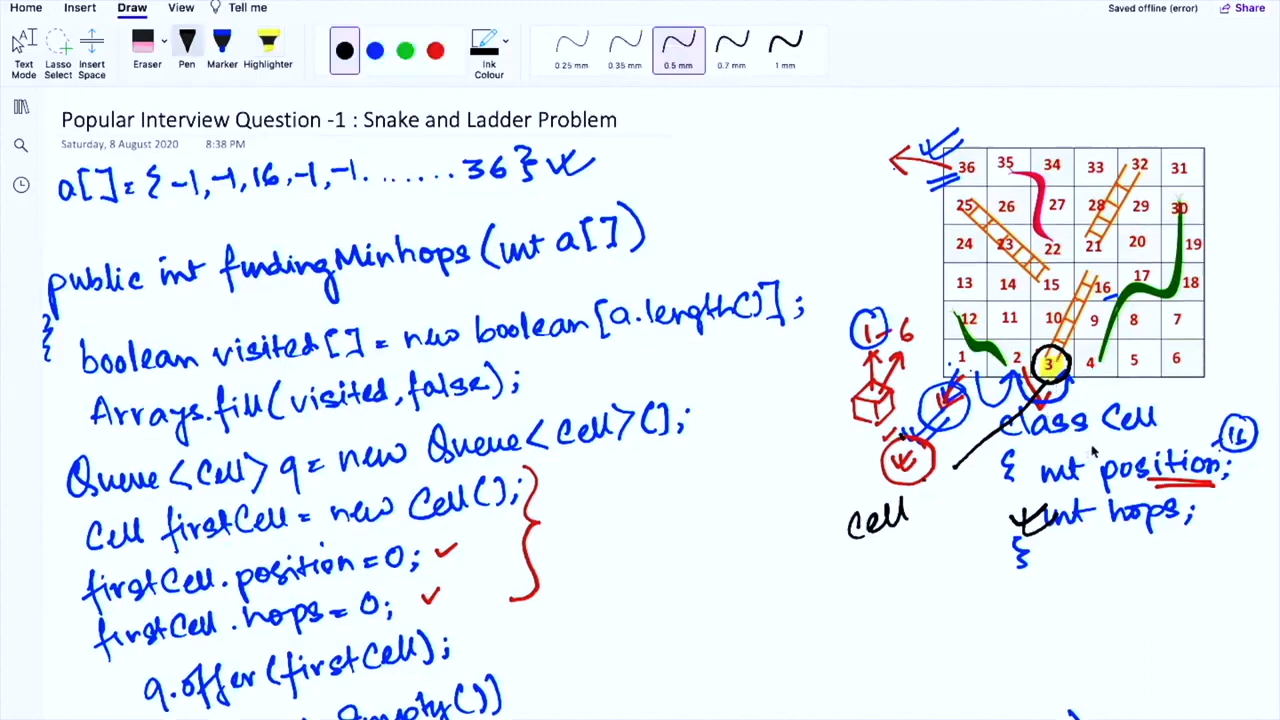 Home Insert Draw View Tell me
Saved offline (error) Share
Text Mode
Lasso Select
Insert Space
Eraser
Pen
Marker
Highlighter
Ink Colour
0.25 mm 0.35 mm 0.5 mm 0.7 mm 1 mm
Popular Interview Question -1 : Snake and Ladder Problem
Saturday, 8 August 2020 8:38 PM
a[] = { -1, -1, 16, -1, -1. ...... 36 }
public int fundingMinhops (int a[])
{
boolean visited [] = new boolean[a.length()];
Arrays.fill(visited, false);
Queue <Cell> q = new Queue<Cell>();
Cell firstCell = new Cell();
firstCell.position = 0;
firstCell.hops = 0;
q.offer(firstCell);
Empty())
36 35 34 33 32 31
25 26 27 28 29 30
24 23 22 21 20 19
13 14 15 16 17 18
12 11 10 9 8 7
1 2 3 4 5 6
1 - 6
class Cell
{ int position;
16
int hops;
}
Cell